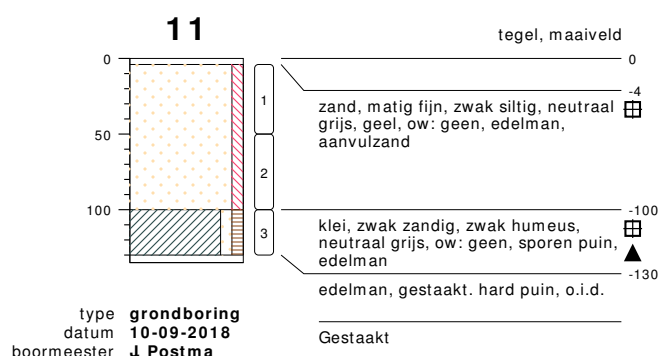 11
tegel, maaiveld
0
0
-4
1
zand, matig fijn, zwak siltig, neutraal
grijs, geel, ow: geen, edelman,
aanvulzand
50
2
100
-100
3
klei, zwak zandig, zwak humeus,
neutraal grijs, ow: geen, sporen puin,
edelman
-130
edelman, gestaakt. hard puin, o.i.d.
type grondboring
datum 10-09-2018
Gestaakt
boormeester J. Postma